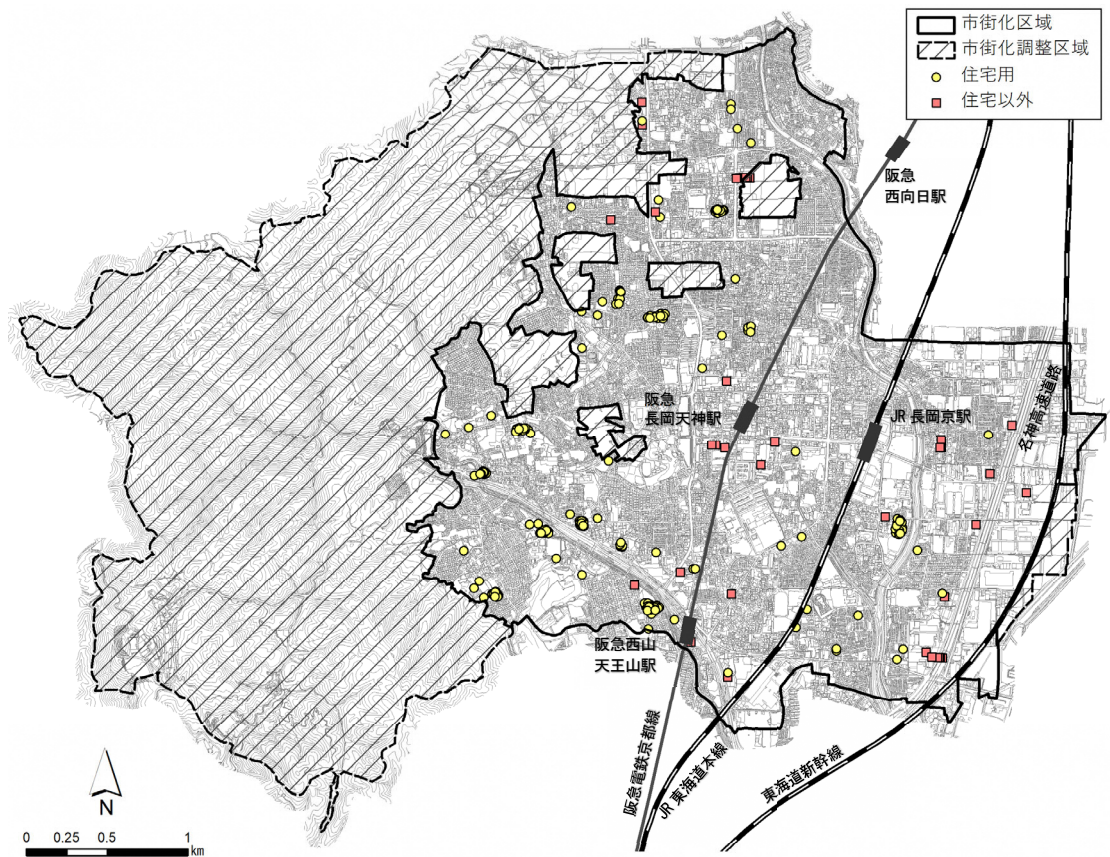 市街化区域
市街化調整区域
住宅用
住宅以外
阪急
西向日駅
阪急
長岡天神駅
JR 長岡京駅
名神高速道路
阪急西山
天王山駅
阪急電鉄京都線
JR 東海道本線
東海道新幹線
N
0 0.25 0.5 1
km